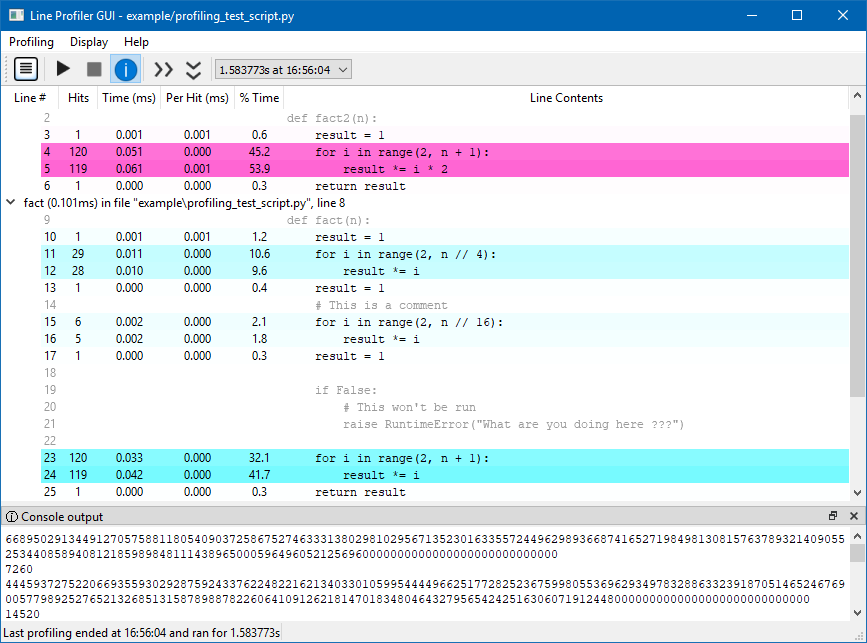 Line Profiler GUI - example/profiling_test_script.py
Profiling Display Help
1.583773s at 16:56:04
Line # Hits Time (ms) Per Hit (ms) % Time Line Contents
2 def fact2(n):
3 1 0.001 0.001 0.6 result = 1
4 120 0.051 0.000 45.2 for i in range(2, n + 1):
5 119 0.061 0.001 53.9 result *= i * 2
6 1 0.000 0.000 0.3 return result
fact (0.101ms) in file "example\profiling_test_script.py", line 8
9 def fact(n):
10 1 0.001 0.001 1.2 result = 1
11 29 0.011 0.000 10.6 for i in range(2, n // 4):
12 28 0.010 0.000 9.6 result *= i
13 1 0.000 0.000 0.4 result = 1
14 # This is a comment
15 6 0.002 0.000 2.1 for i in range(2, n // 16):
16 5 0.002 0.000 1.8 result *= i
17 1 0.000 0.000 0.3 result = 1
18
19 if False:
20 # This won't be run
21 raise RuntimeError("What are you doing here ???")
22
23 120 0.033 0.000 32.1 for i in range(2, n + 1):
24 119 0.042 0.000 41.7 result *= i
25 1 0.000 0.000 0.3 return result
Console output
6689502913449127057588118054090372586752746333138029810295671352301633557244962989366874165271984981308157637893214090552534408589408121859898481114389650005964960521256960000000000000000000000000000
7260
4445937275220669355930292875924337622482216213403301059954444966251772825236759980553696293497832886332391870514652467690057798925276521326851315878988782260641091262181470183480464327956542425163060719124480000000000000000000000000000
14520
Last profiling ended at 16:56:04 and ran for 1.583773s